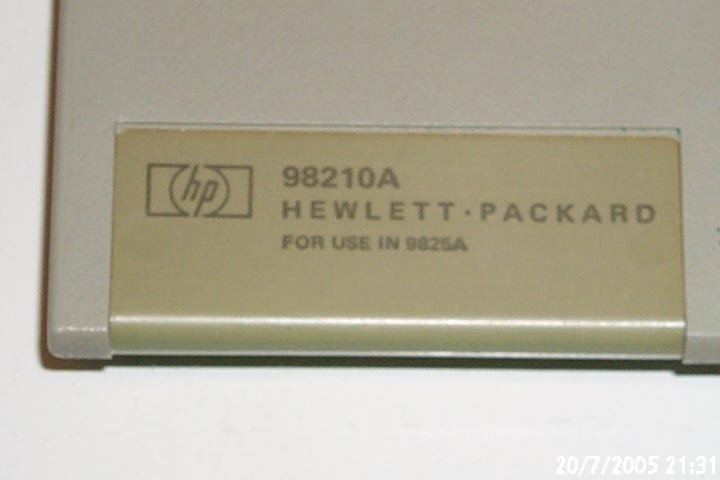 hp
98210A
HEWLETT·PACKARD
FOR USE IN 9825A
20/7/2005 21:31